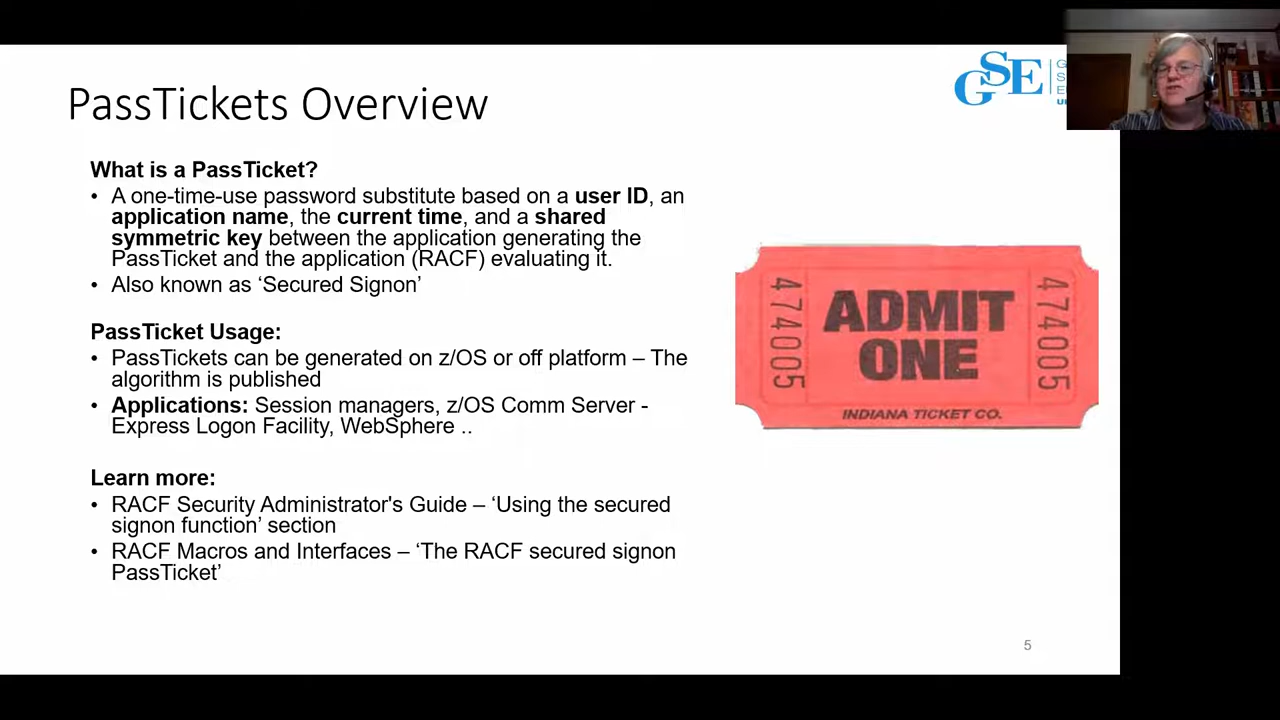 PassTickets Overview
GSE
G
S
E
What is a PassTicket?
• A one-time-use password substitute based on a user ID, an
application name, the current time, and a shared
symmetric key between the application generating the
PassTicket and the application (RACF) evaluating it.
• Also known as ‘Secured Signon’
PassTicket Usage:
• PassTickets can be generated on z/OS or off platform – The
algorithm is published
• Applications: Session managers, z/OS Comm Server -
Express Logon Facility, WebSphere ..
Learn more:
• RACF Security Administrator's Guide – ‘Using the secured
signon function’ section
• RACF Macros and Interfaces – ‘The RACF secured signon
PassTicket’
474005
ADMIT
ONE
474005
INDIANA TICKET CO.
5